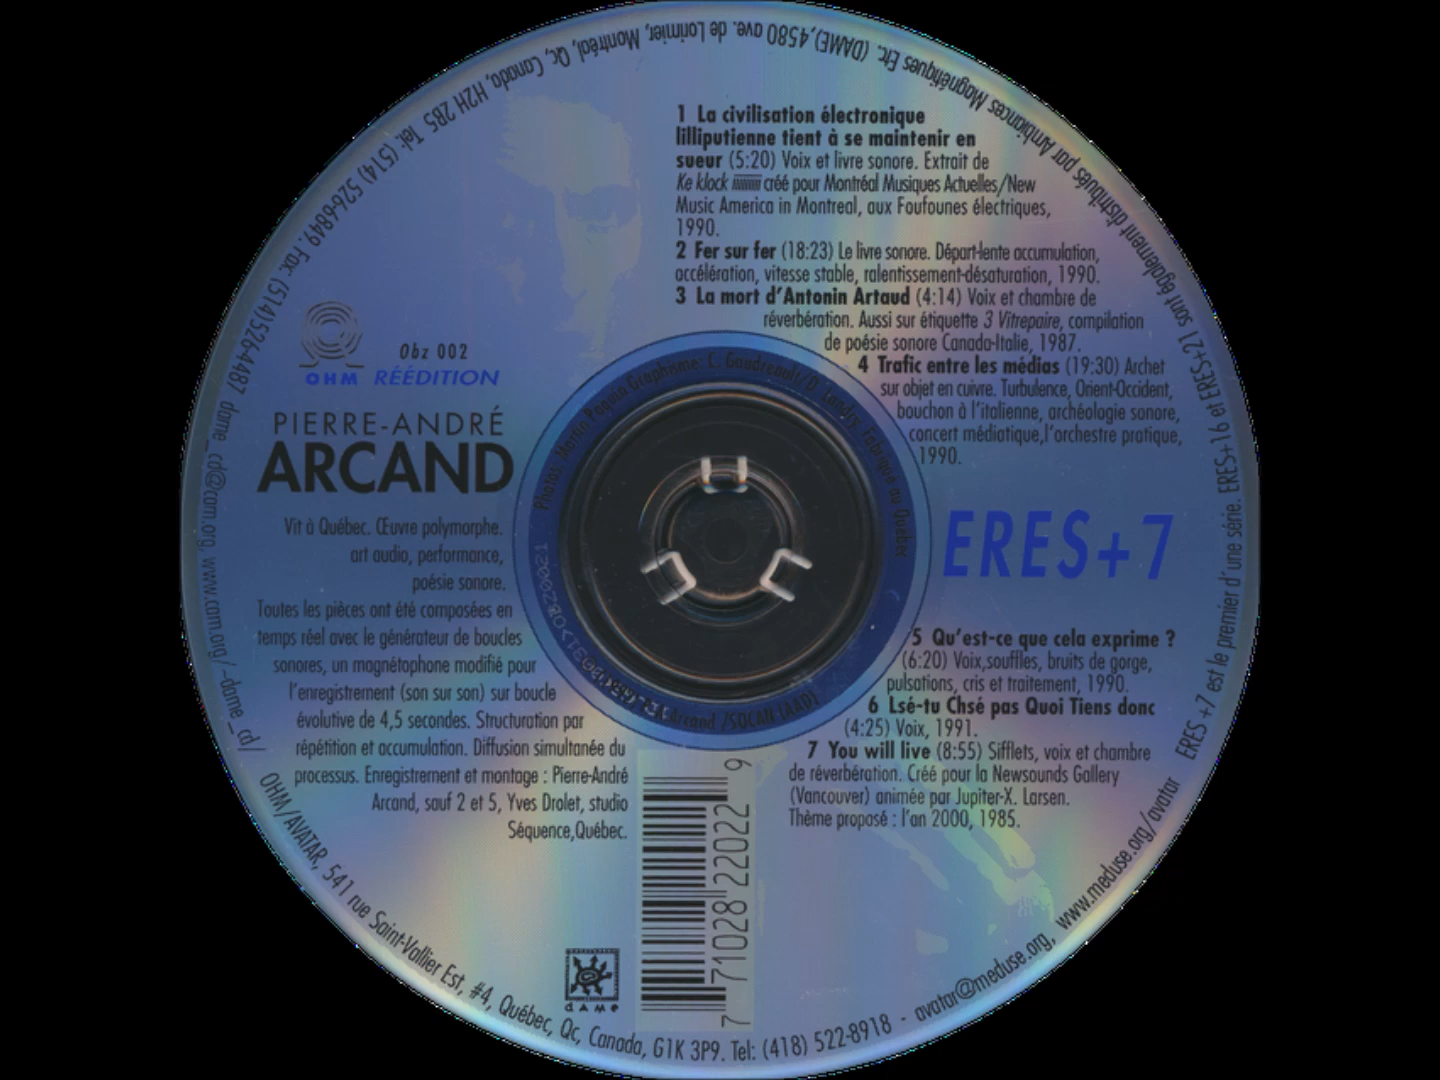 1 La civilisation électronique
lilliputienne tient à se maintenir en
sueur (5:20) Voix et livre sonore. Extrait de
Ke klock créé pour Montréal Musiques Actuelles/New
Music America in Montreal, aux Foufounes électriques,
1990.
2 Fer sur fer (18:23) Le livre sonore. Départ-lente accumulation,
accélération, vitesse stable, ralentissement-désaturation, 1990.
3 La mort d'Antonin Artaud (4:14) Voix et chambre de
réverbération. Aussi sur étiquette 3 Vitrepaire, compilation
de poésie sonore Canada-Italie, 1987.
4 Trafic entre les médias (19:30) Archet
sur objet en cuivre. Turbulence, Orient-Occident,
bouchon à l'italienne, archéologie sonore,
concert médiatique,l'orchestre pratique,
1990.
Obz 002
OHM RÉÉDITION
PIERRE-ANDRÉ
ARCAND
Vit à Québec. Œuvre polymorphe.
art audio, performance,
poésie sonore.
Toutes les pièces ont été composées en
temps réel avec le générateur de boucles
sonores, un magnétophone modifié pour
l'enregistrement (son sur son) sur boucle
évolutive de 4,5 secondes. Structuration par
répétition et accumulation. Diffusion simultanée du
processus. Enregistrement et montage : Pierre-André
Arcand, sauf 2 et 5, Yves Drolet, studio
Séquence,Québec.
ERES+7
5 Qu'est-ce que cela exprime ?
(6:20) Voix,souffles, bruits de gorge,
pulsations, cris et traitement, 1990.
6 Lsé-tu Chsé pas Quoi Tiens donc
(4:25) Voix, 1991.
7 You will live (8:55) Sifflets, voix et chambre
de réverbération. Créé pour la Newsounds Gallery
(Vancouver) animée par Jupiter-X. Larsen.
Thème proposé : l'an 2000, 1985.
7 71028 22022 9
DAME
Photos: Martin Paquin Graphisme: C. Gaudreault/D. Landry Fabriqué au Québec
Arcand /SOCAN (AAD)
OHM/AVATAR, 541 rue Saint-Vallier Est, #4, Québec, Qc, Canada, G1K 3P9. Tel: (418) 522-8918 - avatar@meduse.org, www.meduse.org/avatar
ERES +7 est le premier d'une série. ERES+16 et ERES+21 sont également distribués par Ambiances Magnétiques Etc. (DAME),4580 ave. de Lorimier, Montréal, Qc, Canada, H2H 2B5 Tel: (514) 526-6849. Fax: (514)526-4487 dame_cd@cam.org, www.cam.org/~dame_cd/